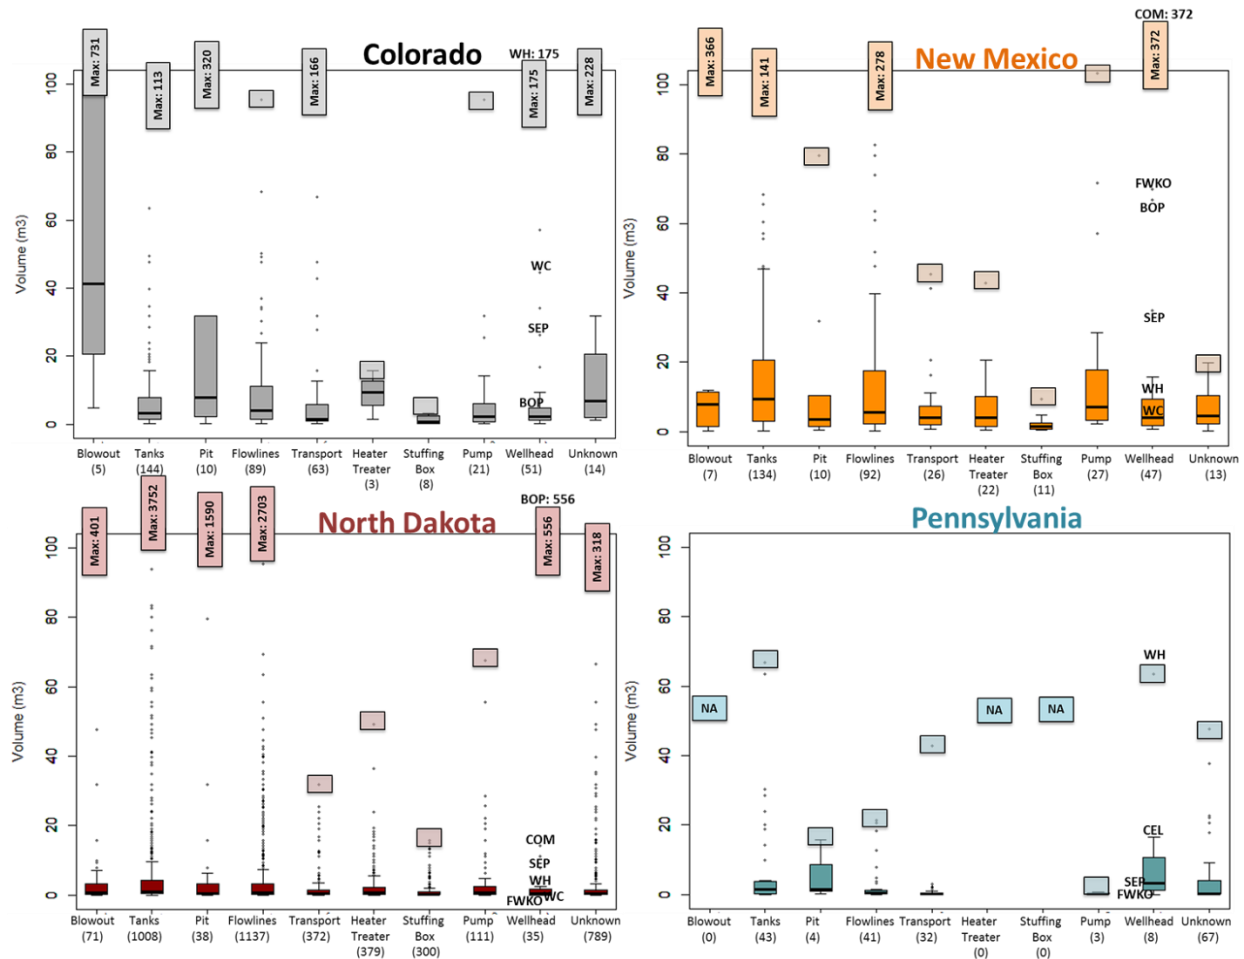 Colorado
WH: 175
Max: 731
Max: 113
Max: 320
Max: 166
Max: 175
Max: 228
Volume (m3)
100
80
60
40
20
0
WC
SEP
BOP
Blowout
(5)
Tanks
(144)
Pit
(10)
Flowlines
(89)
Transport
(63)
Heater
Treater
(3)
Stuffing
Box
(8)
Pump
(21)
Wellhead
(51)
Unknown
(14)
COM: 372
New Mexico
Max: 366
Max: 141
Max: 278
Max: 372
Volume (m3)
100
80
60
40
20
0
FWKO
BOP
SEP
WH
WC
Blowout
(7)
Tanks
(134)
Pit
(10)
Flowlines
(92)
Transport
(26)
Heater
Treater
(22)
Stuffing
Box
(11)
Pump
(27)
Wellhead
(47)
Unknown
(13)
North Dakota
BOP: 556
Max: 401
Max: 3752
Max: 1590
Max: 2703
Max: 556
Max: 318
Volume (m3)
100
80
60
40
20
0
COM
SEP
WH
FWKO
WC
Blowout
(71)
Tanks
(1008)
Pit
(38)
Flowlines
(1137)
Transport
(372)
Heater
Treater
(379)
Stuffing
Box
(300)
Pump
(111)
Wellhead
(35)
Unknown
(789)
Pennsylvania
Volume (m3)
100
80
60
40
20
0
NA
NA
NA
WH
CEL
SEP
FWKO
Blowout
(0)
Tanks
(43)
Pit
(4)
Flowlines
(41)
Transport
(32)
Heater
Treater
(0)
Stuffing
Box
(0)
Pump
(3)
Wellhead
(8)
Unknown
(67)